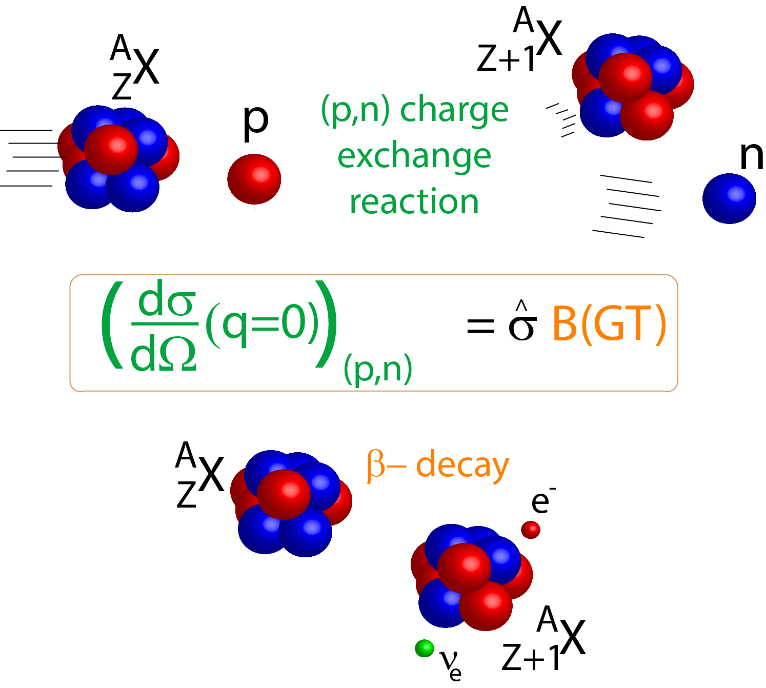 A
Z X
p
(p,n) charge
exchange
reaction
A
Z+1 X
n
(dσ/dΩ (q=0))(p,n) = σ̂ B(GT)
A
Z X
β– decay
e-
A
Z+1 X
νe